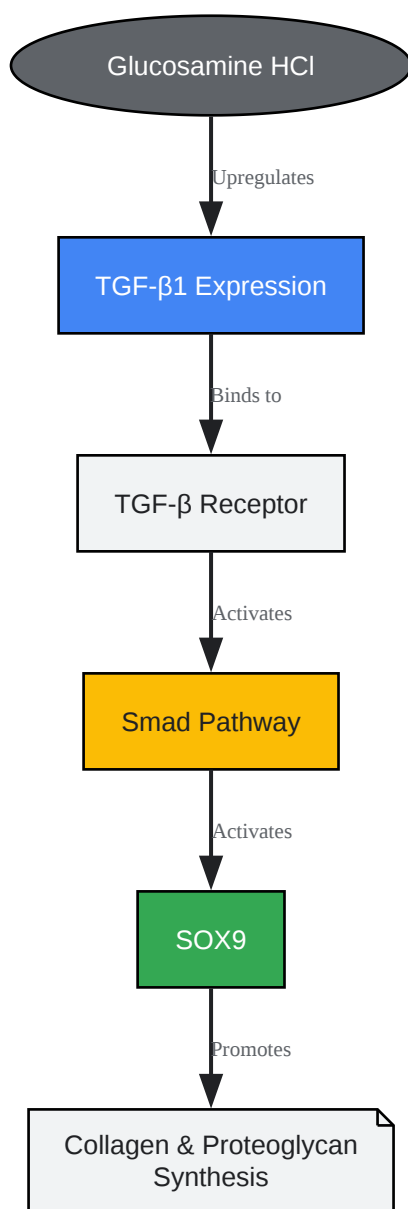 Glucosamine HCl
Upregulates
TGF-β1 Expression
Binds to
TGF-β Receptor
Activates
Smad Pathway
Activates
SOX9
Promotes
Collagen & Proteoglycan
Synthesis